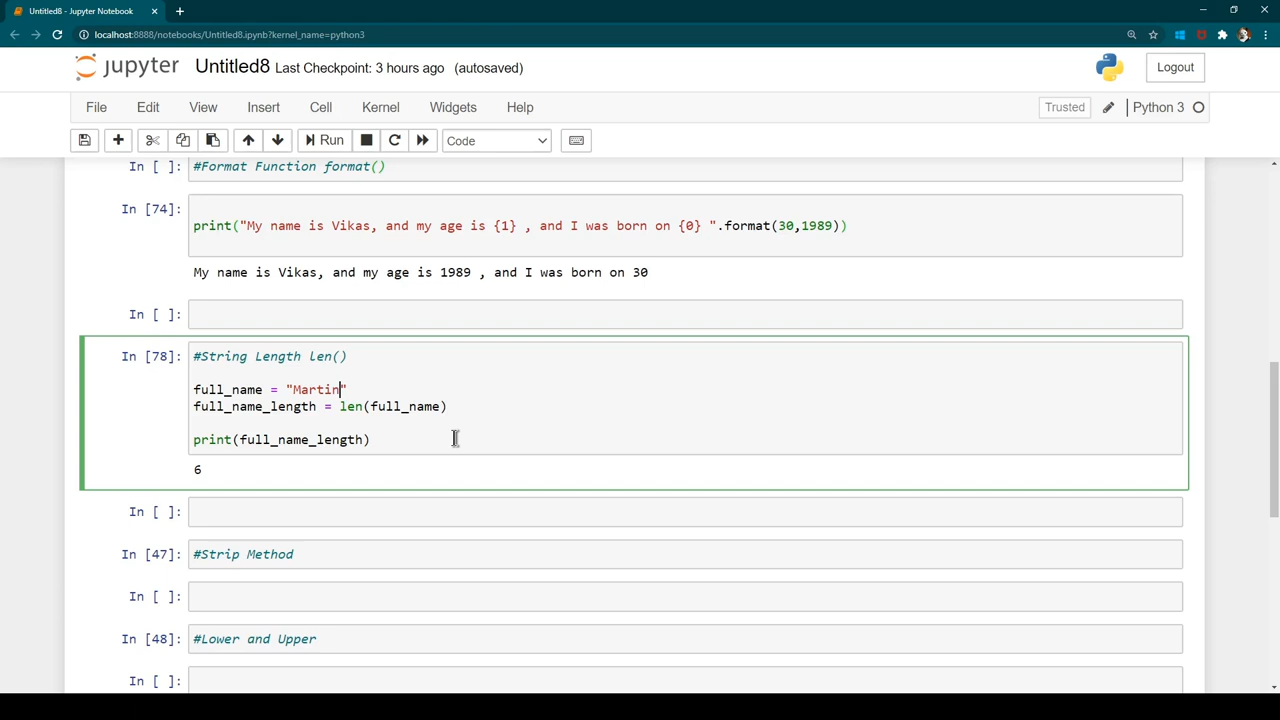 Untitled8 - Jupyter Notebook
localhost:8888/notebooks/Untitled8.ipynb?kernel_name=python3
jupyter Untitled8 Last Checkpoint: 3 hours ago (autosaved) Logout
File Edit View Insert Cell Kernel Widgets Help Trusted Python 3
Run Code
In [ ]: #Format Function format()
In [74]:
print("My name is Vikas, and my age is {1} , and I was born on {0} ".format(30,1989))
My name is Vikas, and my age is 1989 , and I was born on 30
In [ ]:
In [78]: #String Length len()
full_name = "Martin"
full_name_length = len(full_name)
print(full_name_length)
6
In [ ]:
In [47]: #Strip Method
In [ ]:
In [48]: #Lower and Upper
In [ ]: